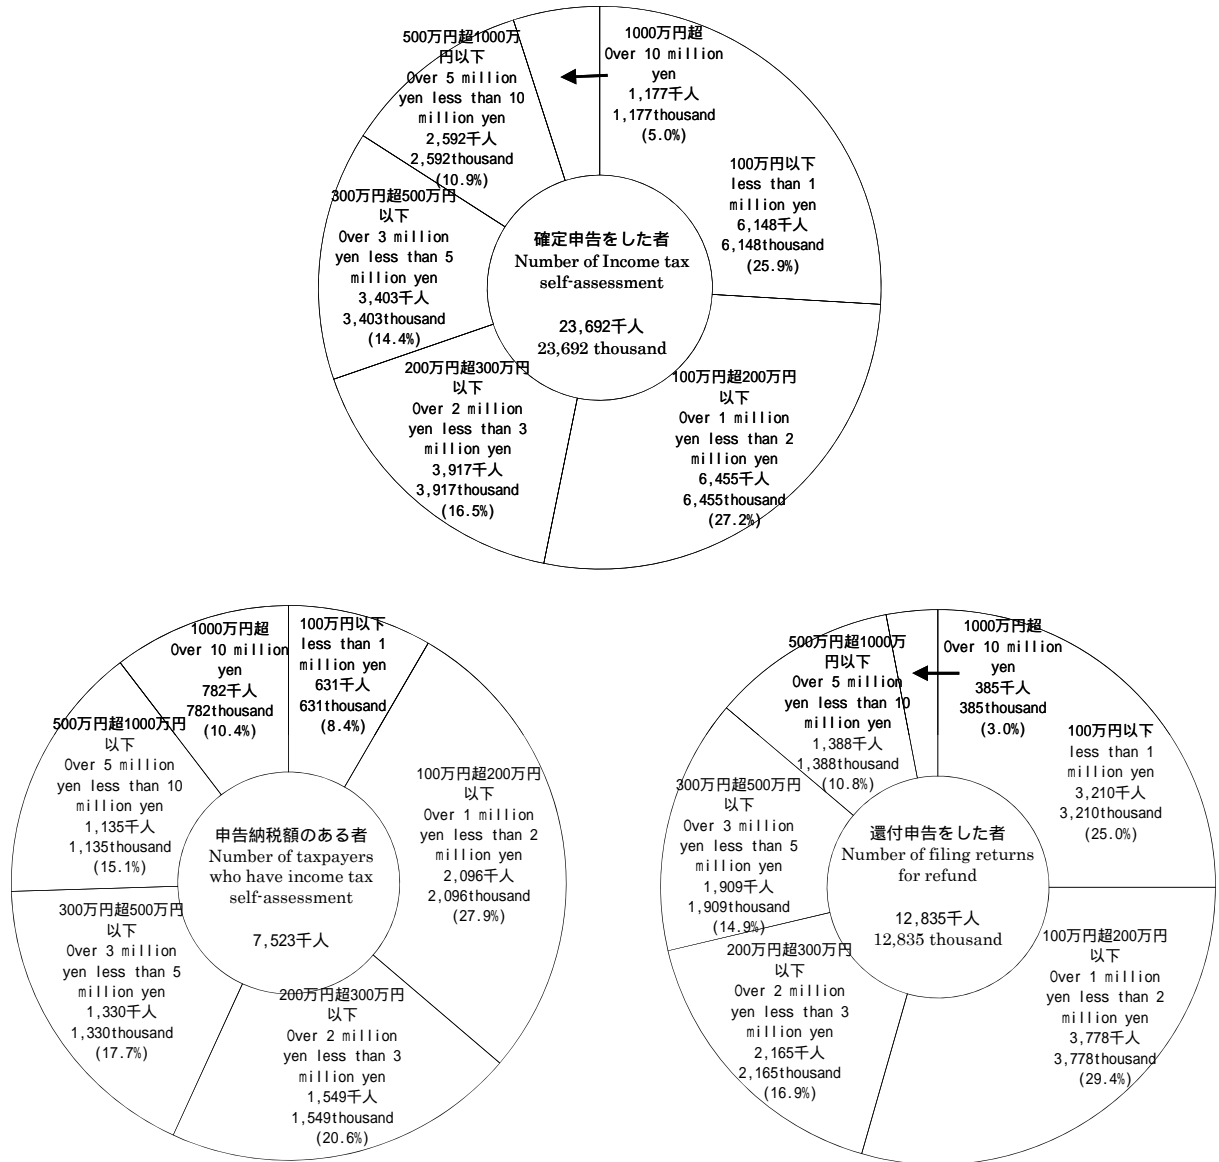 500万円超1000万
円以下
Over 5 million
yen less than 10
million yen
2,592千人
2,592thousand
(10.9%)
1000万円超
Over 10 million
yen
1,177千人
1,177thousand
(5.0%)
100万円以下
less than 1
million yen
6,148千人
6,148thousand
(25.9%)
300万円超500万円
以下
Over 3 million
yen less than 5
million yen
3,403千人
3,403thousand
(14.4%)
確定申告をした者
Number of Income tax
self-assessment
23,692千人
23,692 thousand
200万円超300万円
以下
Over 2 million
yen less than 3
million yen
3,917千人
3,917thousand
(16.5%)
100万円超200万円
以下
Over 1 million
yen less than 2
million yen
6,455千人
6,455thousand
(27.2%)
1000万円超
Over 10 million
yen
782千人
782thousand
(10.4%)
100万円以下
less than 1
million yen
631千人
631thousand
(8.4%)
500万円超1000万円
以下
Over 5 million
yen less than 10
million yen
1,135千人
1,135thousand
(15.1%)
100万円超200万円
以下
Over 1 million
yen less than 2
million yen
2,096千人
2,096thousand
(27.9%)
申告納税額のある者
Number of taxpayers
who have income tax
self-assessment
7,523千人
300万円超500万円
以下
Over 3 million
yen less than 5
million yen
1,330千人
1,330thousand
(17.7%)
200万円超300万円
以下
Over 2 million
yen less than 3
million yen
1,549千人
1,549thousand
(20.6%)
500万円超1000万
円以下
Over 5 million
yen less than 10
million yen
1,388千人
1,388thousand
(10.8%)
1000万円超
Over 10 million
yen
385千人
385thousand
(3.0%)
100万円以下
less than 1
million yen
3,210千人
3,210thousand
(25.0%)
300万円超500万円
以下
Over 3 million
yen less than 5
million yen
1,909千人
1,909thousand
(14.9%)
還付申告をした者
Number of filing returns
for refund
12,835千人
12,835 thousand
200万円超300万円
以下
Over 2 million
yen less than 3
million yen
2,165千人
2,165thousand
(16.9%)
100万円超200万円
以下
Over 1 million
yen less than 2
million yen
3,778千人
3,778thousand
(29.4%)